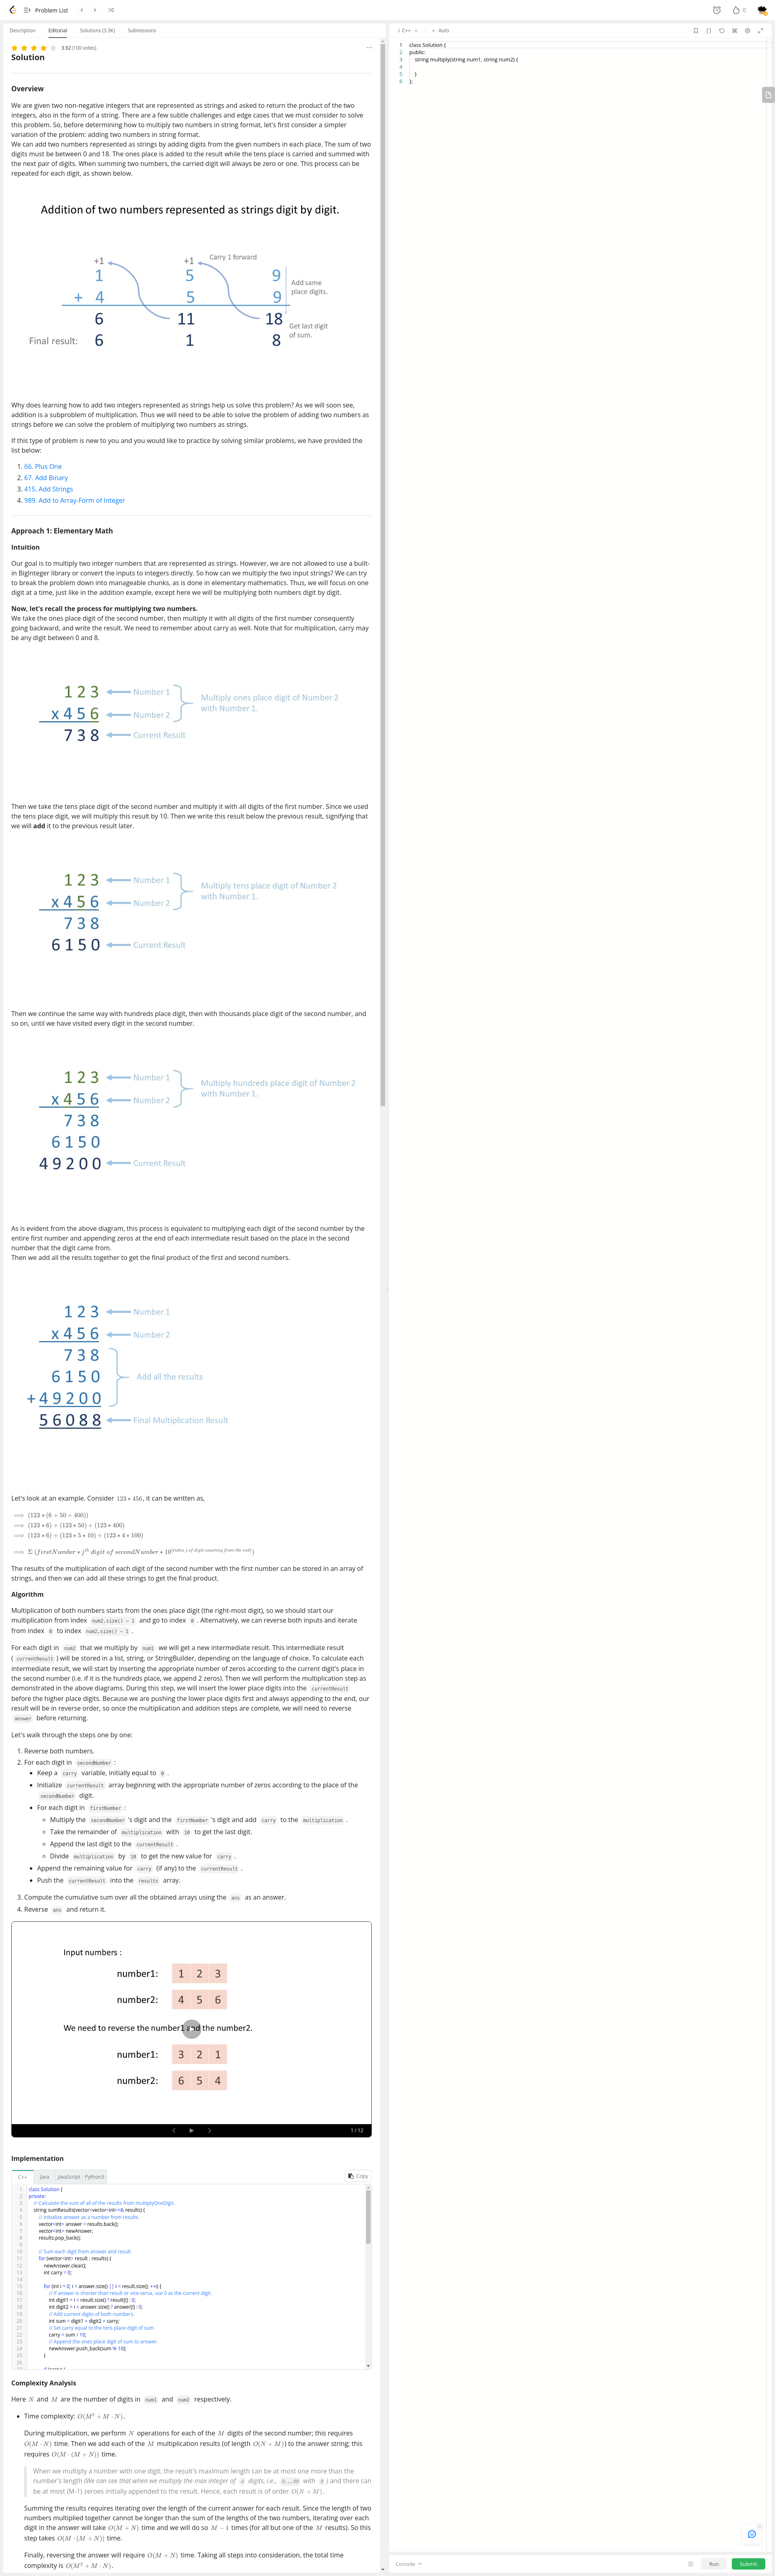 Problem List
0
Description
Editorial
Solutions (3.3K)
Submissions
3.92 (100 votes)
Solution
Overview
We are given two non-negative integers that are represented as strings and asked to return the product of the two
integers, also in the form of a string. There are a few subtle challenges and edge cases that we must consider to solve
this problem. So, before determining how to multiply two numbers in string format, let's first consider a simpler
variation of the problem: adding two numbers in string format.
We can add two numbers represented as strings by adding digits from the given numbers in each place. The sum of two
digits must be between 0 and 18. The ones place is added to the result while the tens place is carried and summed with
the next pair of digits. When summing two numbers, the carried digit will always be zero or one. This process can be
repeated for each digit, as shown below.
Addition of two numbers represented as strings digit by digit.
+1 +1 Carry 1 forward
1 5 9
Add same
place digits.
+ 4 5 9
6 11 18
Get last digit
of sum.
Final result: 6 1 8
Why does learning how to add two integers represented as strings help us solve this problem? As we will soon see,
addition is a subproblem of multiplication. Thus we will need to be able to solve the problem of adding two numbers as
strings before we can solve the problem of multiplying two numbers as strings.
If this type of problem is new to you and you would like to practice by solving similar problems, we have provided the
list below:
1. 66. Plus One
2. 67. Add Binary
3. 415. Add Strings
4. 989. Add to Array-Form of Integer
Approach 1: Elementary Math
Intuition
Our goal is to multiply two integer numbers that are represented as strings. However, we are not allowed to use a built-
in BigInteger library or convert the inputs to integers directly. So how can we multiply the two input strings? We can try
to break the problem down into manageable chunks, as is done in elementary mathematics. Thus, we will focus on one
digit at a time, just like in the addition example, except here we will be multiplying both numbers digit by digit.
Now, let's recall the process for multiplying two numbers.
We take the ones place digit of the second number, then multiply it with all digits of the first number consequently
going backward, and write the result. We need to remember about carry as well. Note that for multiplication, carry may
be any digit between 0 and 8.
1 2 3 Number 1
Multiply ones place digit of Number 2
with Number 1.
x 4 5 6 Number 2
7 3 8 Current Result
Then we take the tens place digit of the second number and multiply it with all digits of the first number. Since we used
the tens place digit, we will multiply this result by 10. Then we write this result below the previous result, signifying that
we will add it to the previous result later.
1 2 3 Number 1
Multiply tens place digit of Number 2
with Number 1.
x 4 5 6 Number 2
7 3 8
6 1 5 0 Current Result
Then we continue the same way with hundreds place digit, then with thousands place digit of the second number, and
so on, until we have visited every digit in the second number.
1 2 3 Number 1
Multiply hundreds place digit of Number 2
with Number 1.
x 4 5 6 Number 2
7 3 8
6 1 5 0
4 9 2 0 0 Current Result
As is evident from the above diagram, this process is equivalent to multiplying each digit of the second number by the
entire first number and appending zeros at the end of each intermediate result based on the place in the second
number that the digit came from.
Then we add all the results together to get the final product of the first and second numbers.
1 2 3 Number 1
x 4 5 6 Number 2
7 3 8
6 1 5 0 Add all the results
+ 4 9 2 0 0
5 6 0 8 8 Final Multiplication Result
Let's look at an example. Consider 123 * 456, it can be written as,
⟹ (123 * (6 + 50 + 400))
⟹ (123 * 6) + (123 * 50) + (123 * 400)
⟹ (123 * 6) + (123 * 5 * 10) + (123 * 4 * 100)
⟹ Σ (firstNumber * jth digit of secondNumber * 10(index j of digit counting from the end))
The results of the multiplication of each digit of the second number with the first number can be stored in an array of
strings, and then we can add all these strings to get the final product.
Algorithm
Multiplication of both numbers starts from the ones place digit (the right-most digit), so we should start our
multiplication from index num2.size() - 1 and go to index 0 . Alternatively, we can reverse both inputs and iterate
from index 0 to index num2.size() - 1 .
For each digit in num2 that we multiply by num1 we will get a new intermediate result. This intermediate result
( currentResult ) will be stored in a list, string, or StringBuilder, depending on the language of choice. To calculate each
intermediate result, we will start by inserting the appropriate number of zeros according to the current digit's place in
the second number (i.e. if it is the hundreds place, we append 2 zeros). Then we will perform the multiplication step as
demonstrated in the above diagrams. During this step, we will insert the lower place digits into the currentResult
before the higher place digits. Because we are pushing the lower place digits first and always appending to the end, our
result will be in reverse order, so once the multiplication and addition steps are complete, we will need to reverse
answer before returning.
Let's walk through the steps one by one:
1. Reverse both numbers.
2. For each digit in secondNumber :
• Keep a carry variable, initially equal to 0 .
• Initialize currentResult array beginning with the appropriate number of zeros according to the place of the
secondNumber digit.
• For each digit in firstNumber :
Multiply the secondNumber 's digit and the firstNumber 's digit and add carry to the multiplication .
Take the remainder of multiplication with 10 to get the last digit.
Append the last digit to the currentResult .
Divide multiplication by 10 to get the new value for carry .
• Append the remaining value for carry (if any) to the currentResult .
• Push the currentResult into the results array.
3. Compute the cumulative sum over all the obtained arrays using the ans as an answer.
4. Reverse ans and return it.
Input numbers :
number1: 1 2 3
number2: 4 5 6
We need to reverse the number1 and the number2.
number1: 3 2 1
number2: 6 5 4
1 / 12
Implementation
C++ Java JavaScript Python3
Copy
1 class Solution {
2 private:
3 // Calculate the sum of all of the results from multiplyOneDigit.
4 string sumResults(vector<vector<int>>& results) {
5 // Initialize answer as a number from results.
6 vector<int> answer = results.back();
7 vector<int> newAnswer;
8 results.pop_back();
9
10 // Sum each digit from answer and result
11 for (vector<int> result : results) {
12 newAnswer.clear();
13 int carry = 0;
14
15 for (int i = 0; i < answer.size() || i < result.size(); ++i) {
16 // If answer is shorter than result or vice versa, use 0 as the current digit.
17 int digit1 = i < result.size() ? result[i] : 0;
18 int digit2 = i < answer.size() ? answer[i] : 0;
19 // Add current digits of both numbers.
20 int sum = digit1 + digit2 + carry;
21 // Set carry equal to the tens place digit of sum.
22 carry = sum / 10;
23 // Append the ones place digit of sum to answer.
24 newAnswer.push_back(sum % 10);
25 }
26
Complexity Analysis
Here N and M are the number of digits in num1 and num2 respectively.
• Time complexity: O(M² + M · N).
During multiplication, we perform N operations for each of the M digits of the second number; this requires
O(M · N) time. Then we add each of the M multiplication results (of length O(N + M)) to the answer string; this
requires O(M · (M + N)) time.
When we multiply a number with one digit, the result's maximum length can be at most one more than the
number's length (We can see that when we multiply the max integer of d digits, i.e., 9...99 with 9 ) and there can
be at most (M-1) zeroes initially appended to the result. Hence, each result is of order O(N + M).
Summing the results requires iterating over the length of the current answer for each result. Since the length of two
numbers multiplied together cannot be longer than the sum of the lengths of the two numbers, iterating over each
digit in the answer will take O(M + N) time and we will do so M − 1 times (for all but one of the M results). So this
step takes O(M · (M + N)) time.
Finally, reversing the answer will require O(M + N) time. Taking all steps into consideration, the total time
complexity is O(M² + M · N).
i C++
• Auto
1 class Solution {
2 public:
3 string multiply(string num1, string num2) {
4
5 }
6 };
Console
Run
Submit